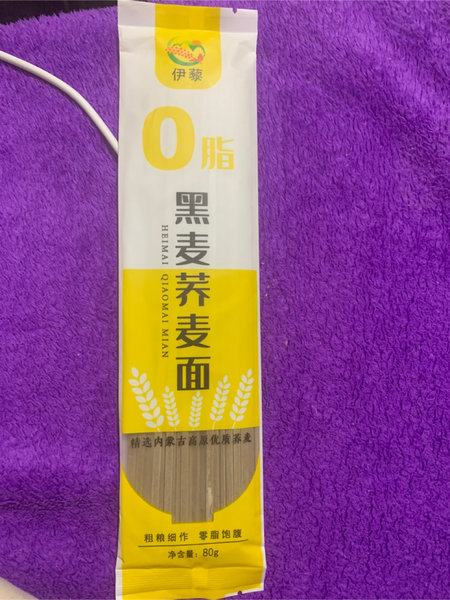 伊藜
0脂
黑麦荞麦面
HEIMAI QIAOMAI MIAN
精选内蒙古高原优质荞麦
粗粮细作 零脂饱腹
净含量：80g